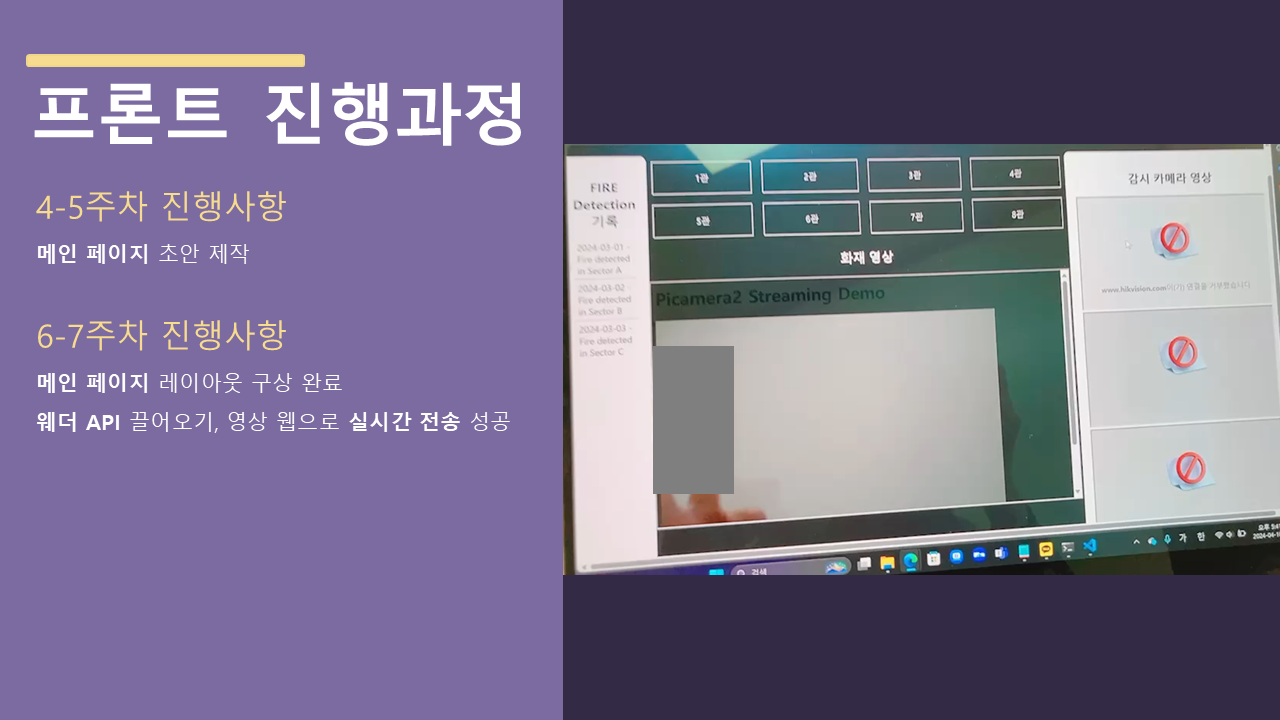 프론트 진행과정
4-5주차 진행사항
메인 페이지 초안 제작
6-7주차 진행사항
메인 페이지 레이아웃 구상 완료
웨더 API 끌어오기, 영상 웹으로 실시간 전송 성공
FIRE
Detection
기록
2024-03-01 -
Fire detected
in Sector A
2024-03-02 -
Fire detected
in Sector B
2024-03-03 -
Fire detected
in Sector C
1관
2관
3관
4관
5관
6관
7관
8관
화재 영상
Picamera2 Streaming Demo
감시 카메라 영상
www.hikvision.com에서 연결을 거부했습니다.
검색
가
한
오후